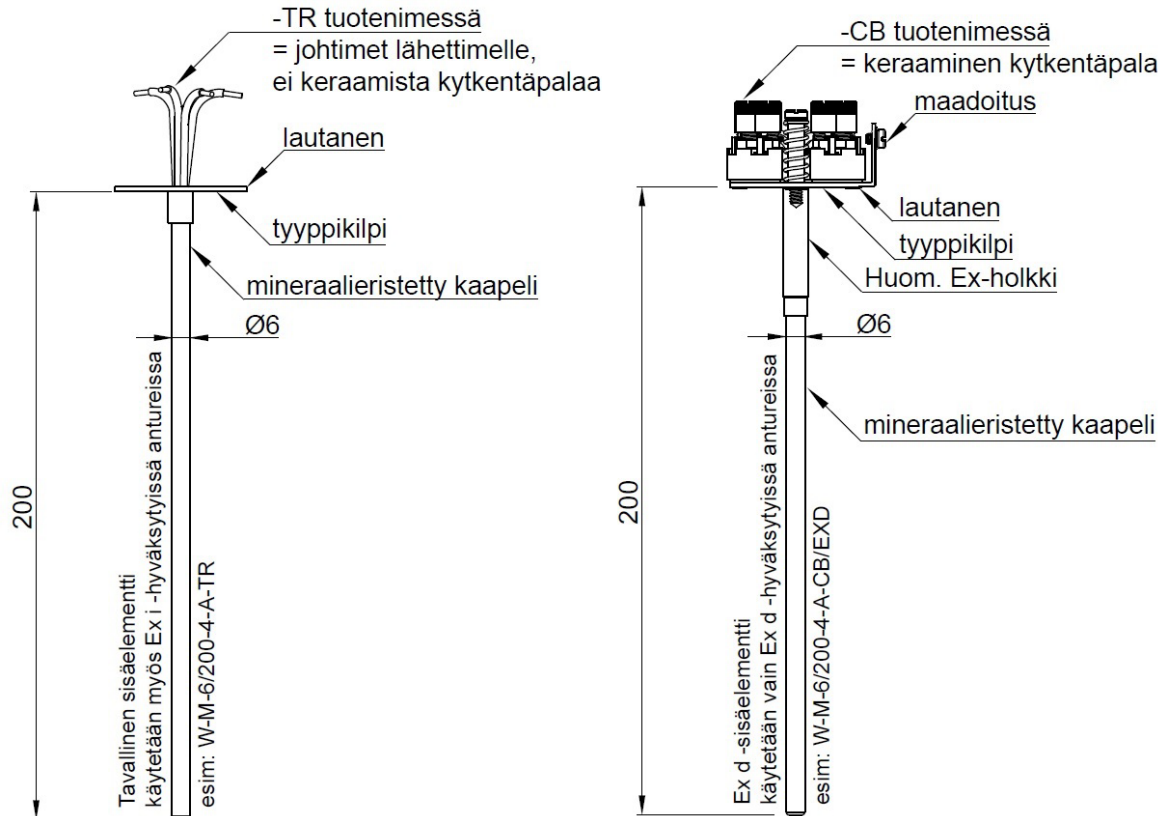 -TR tuotenimessä
= johtimet lähettimelle,
ei keraamista kytkentäpalaa
lautanen
tyyppikilpi
mineraalieristetty kaapeli
Ø6
200
Tavallinen sisäelementti
käytetään myös Ex i -hyväksytyissä antureissa
esim: W-M-6/200-4-A-TR
-CB tuotenimessä
= keraaminen kytkentäpala
maadoitus
lautanen
tyyppikilpi
Huom. Ex-holkki
Ø6
mineraalieristetty kaapeli
200
Ex d -sisäelementti
käytetään vain Ex d -hyväksytyissä antureissa
esim: W-M-6/200-4-A-CB/EXD